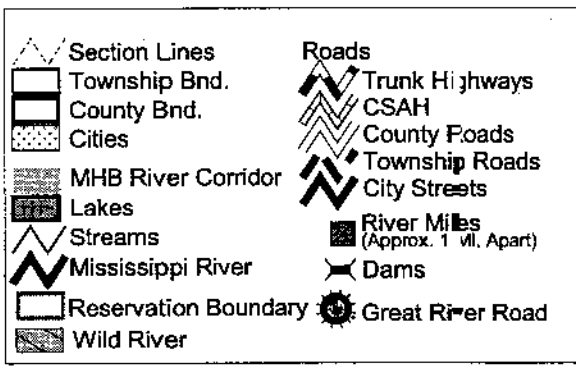 Section Lines
Township Bnd.
County Bnd.
Cities
MHB River Corridor
Lakes
Streams
Mississippi River
Reservation Boundary
Wild River
Roads
Trunk Highways
CSAH
County Roads
Township Roads
City Streets
River Miles
(Approx. 1 Mi. Apart)
Dams
Great River Road